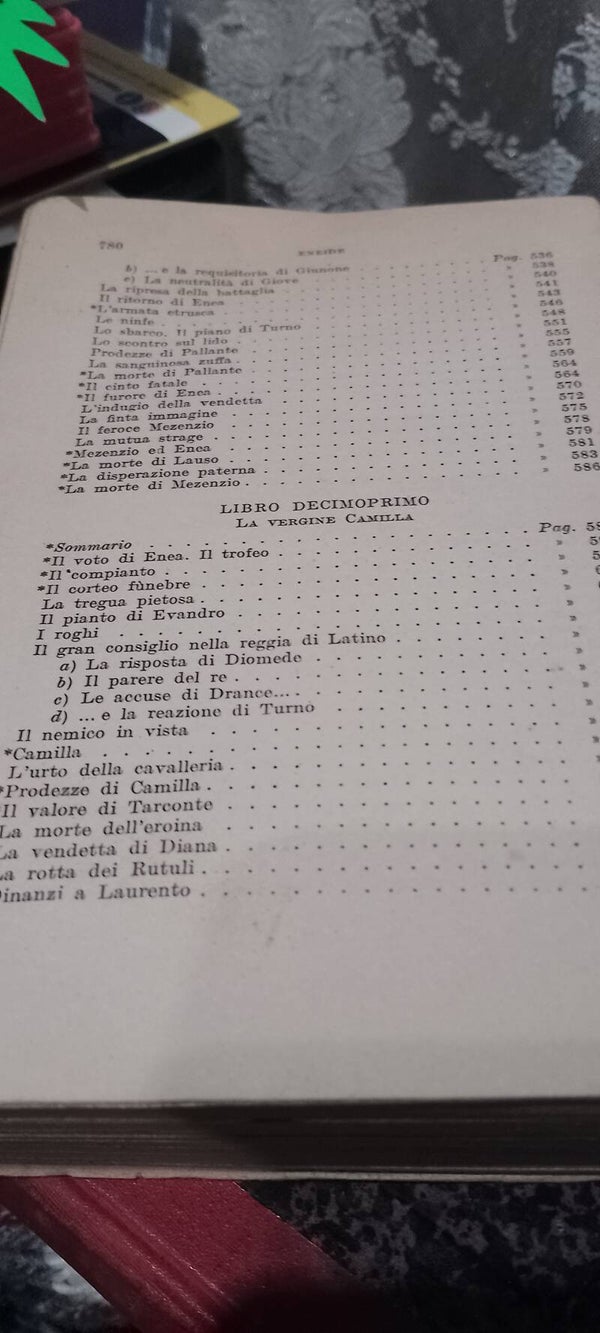 780
ENEIDE
b) ... e la requisitoria di Giunone . . . . . . . Pag. 536
c) La neutralità di Giove . . . . . . . » 538
La ripresa della battaglia . . . . . . . » 540
Il ritorno di Enea . . . . . . . » 541
*L'armata etrusca . . . . . . . » 543
Le ninfe . . . . . . . » 546
Lo sbarco. Il piano di Turno . . . . . . . » 548
Lo scontro sul lido . . . . . . . » 551
Prodezze di Pallante . . . . . . . » 555
La sanguinosa zuffa . . . . . . . » 557
*La morte di Pallante . . . . . . . » 559
*Il cinto fatale . . . . . . . » 564
*Il furore di Enea . . . . . . . » 564
L'indugio della vendetta . . . . . . . » 570
La finta immagine . . . . . . . » 572
Il feroce Mezenzio . . . . . . . » 575
La mutua strage . . . . . . . » 578
*Mezenzio ed Enea . . . . . . . » 579
*La morte di Lauso . . . . . . . » 581
*La disperazione paterna . . . . . . . » 583
*La morte di Mezenzio . . . . . . . » 586
LIBRO DECIMOPRIMO
LA VERGINE CAMILLA
*Sommario . . . . . . . Pag.
*Il voto di Enea. Il trofeo . . . . . . . »
*Il compianto . . . . . . . »
*Il corteo fùnebre . . . . . . . »
La tregua pietosa . . . . . . . »
Il pianto di Evandro . . . . . . . »
I roghi . . . . . . . »
Il gran consiglio nella reggia di Latino . . . . . . . »
a) La risposta di Diomede . . . . . . . »
b) Il parere del re . . . . . . . »
c) Le accuse di Drance... . . . . . . . »
d) ... e la reazione di Turno . . . . . . . »
Il nemico in vista . . . . . . . »
*Camilla . . . . . . . »
L'urto della cavalleria . . . . . . .
*Prodezze di Camilla . . . . . . .
*Il valore di Tarconte . . . . . . .
La morte dell'eroina . . . . . . .
La vendetta di Diana . . . . . . .
La rotta dei Rutuli . . . . . . .
Dinanzi a Laurento . . . . . . .